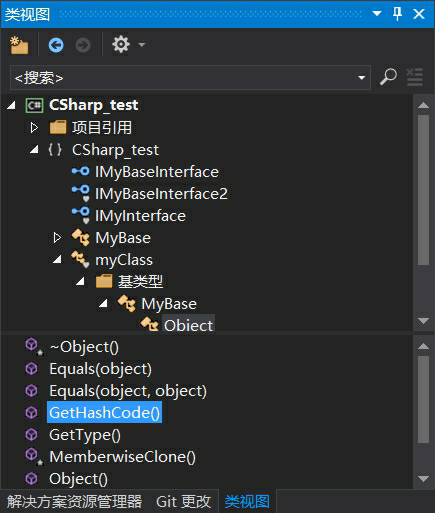 类视图
<搜索>
C# CSharp_test
项目引用
{ } CSharp_test
IMyBaseInterface
IMyBaseInterface2
IMyInterface
MyBase
myClass
基类型
MyBase
Object
~Object()
Equals(object)
Equals(object, object)
GetHashCode()
GetType()
MemberwiseClone()
Object()
解决方案资源管理器 Git 更改 类视图